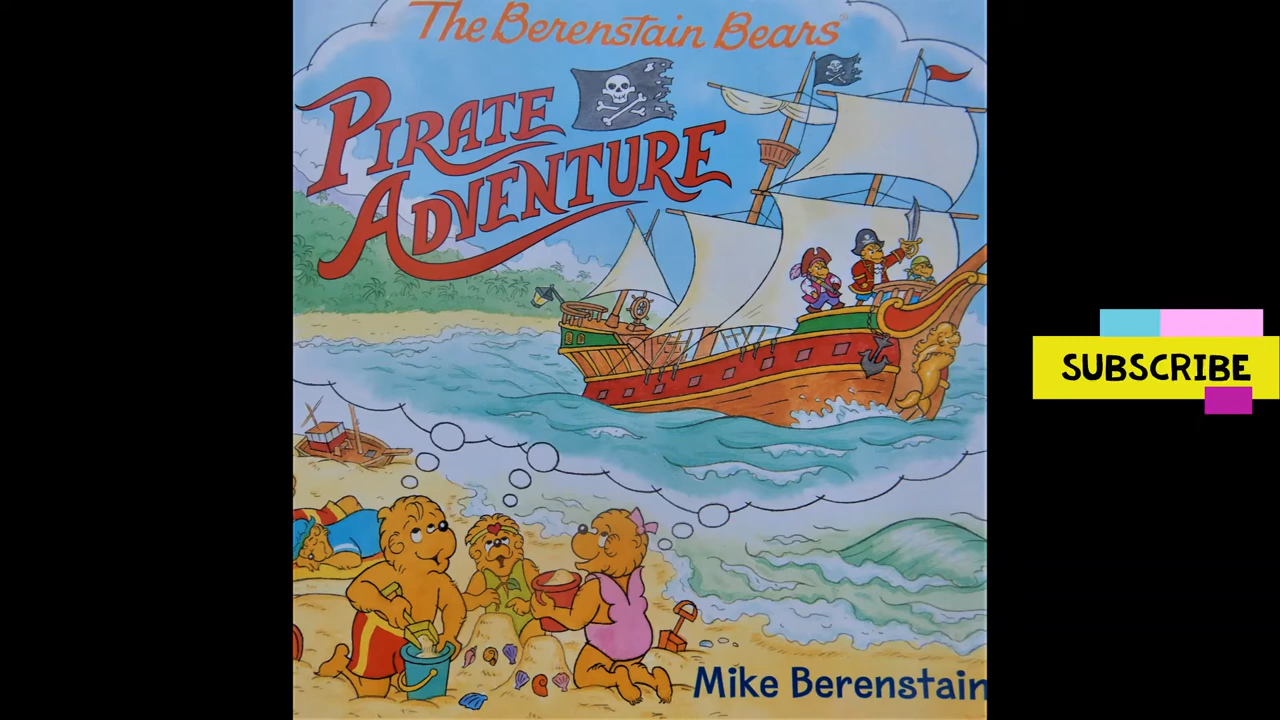 The Berenstain Bears
PIRATE
ADVENTURE
SUBSCRIBE
Mike Berenstain